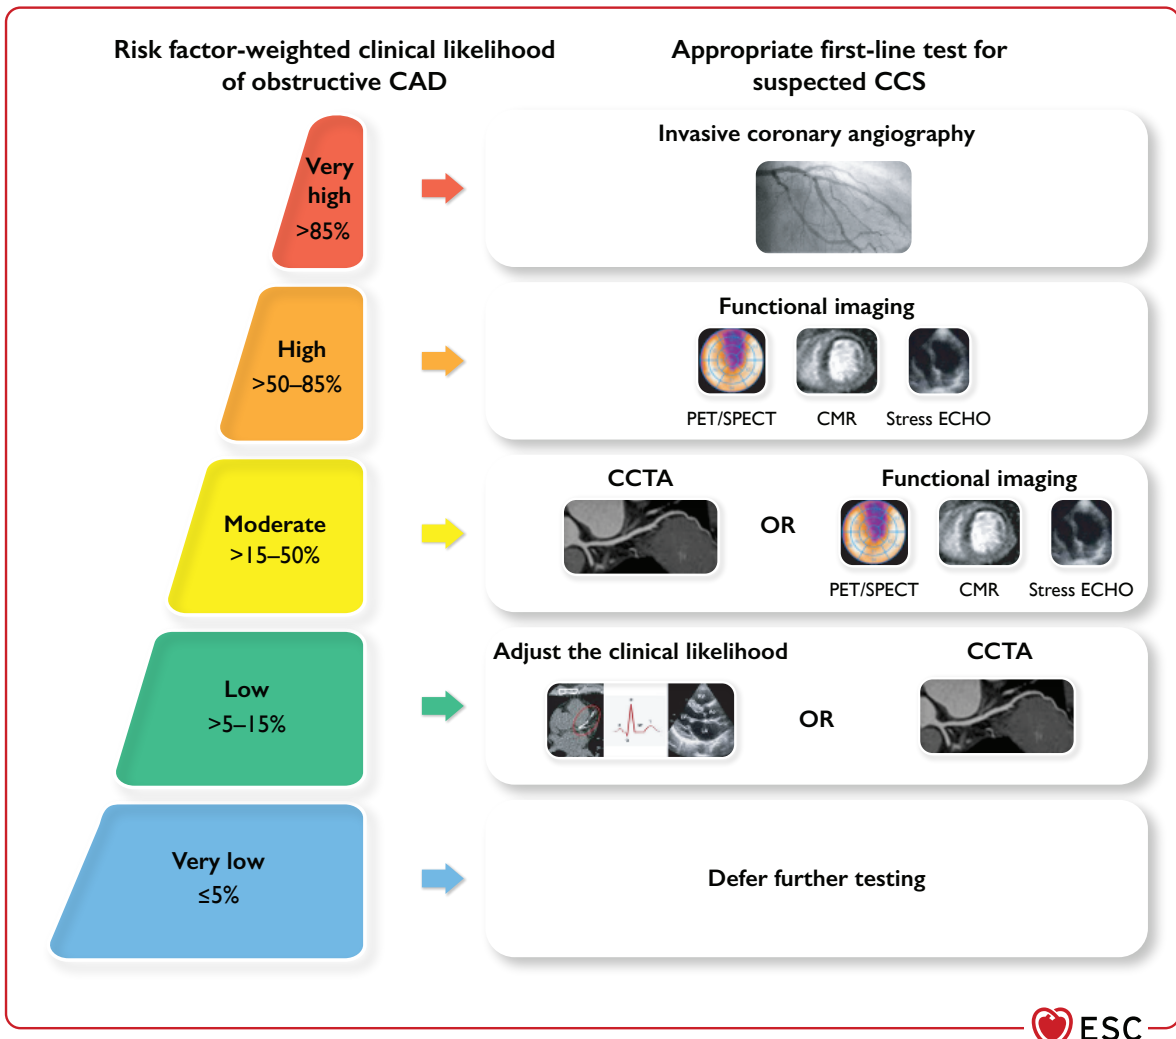 Risk factor-weighted clinical likelihood
of obstructive CAD
Appropriate first-line test for
suspected CCS
Very
high
>85%
Invasive coronary angiography
High
>50–85%
Functional imaging
PET/SPECT
CMR
Stress ECHO
Moderate
>15–50%
CCTA
OR
Functional imaging
PET/SPECT
CMR
Stress ECHO
Low
>5–15%
Adjust the clinical likelihood
OR
CCTA
Very low
≤5%
Defer further testing
ESC